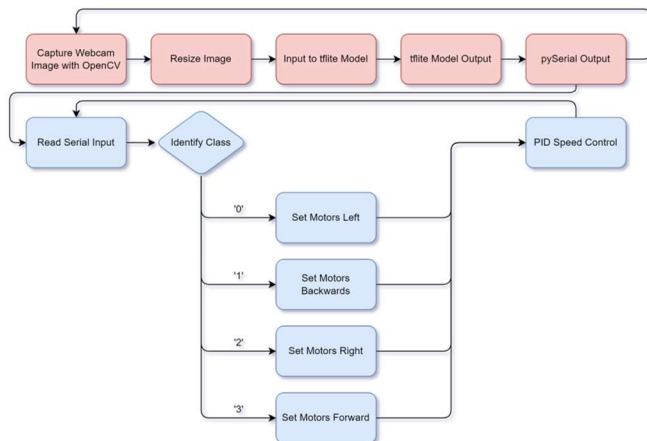 Capture Webcam
Image with OpenCV
Resize Image
Input to tflite Model
tflite Model Output
pySerial Output
Read Serial Input
Identify Class
PID Speed Control
'0'
Set Motors Left
'1'
Set Motors
Backwards
'2'
Set Motors Right
'3'
Set Motors Forward